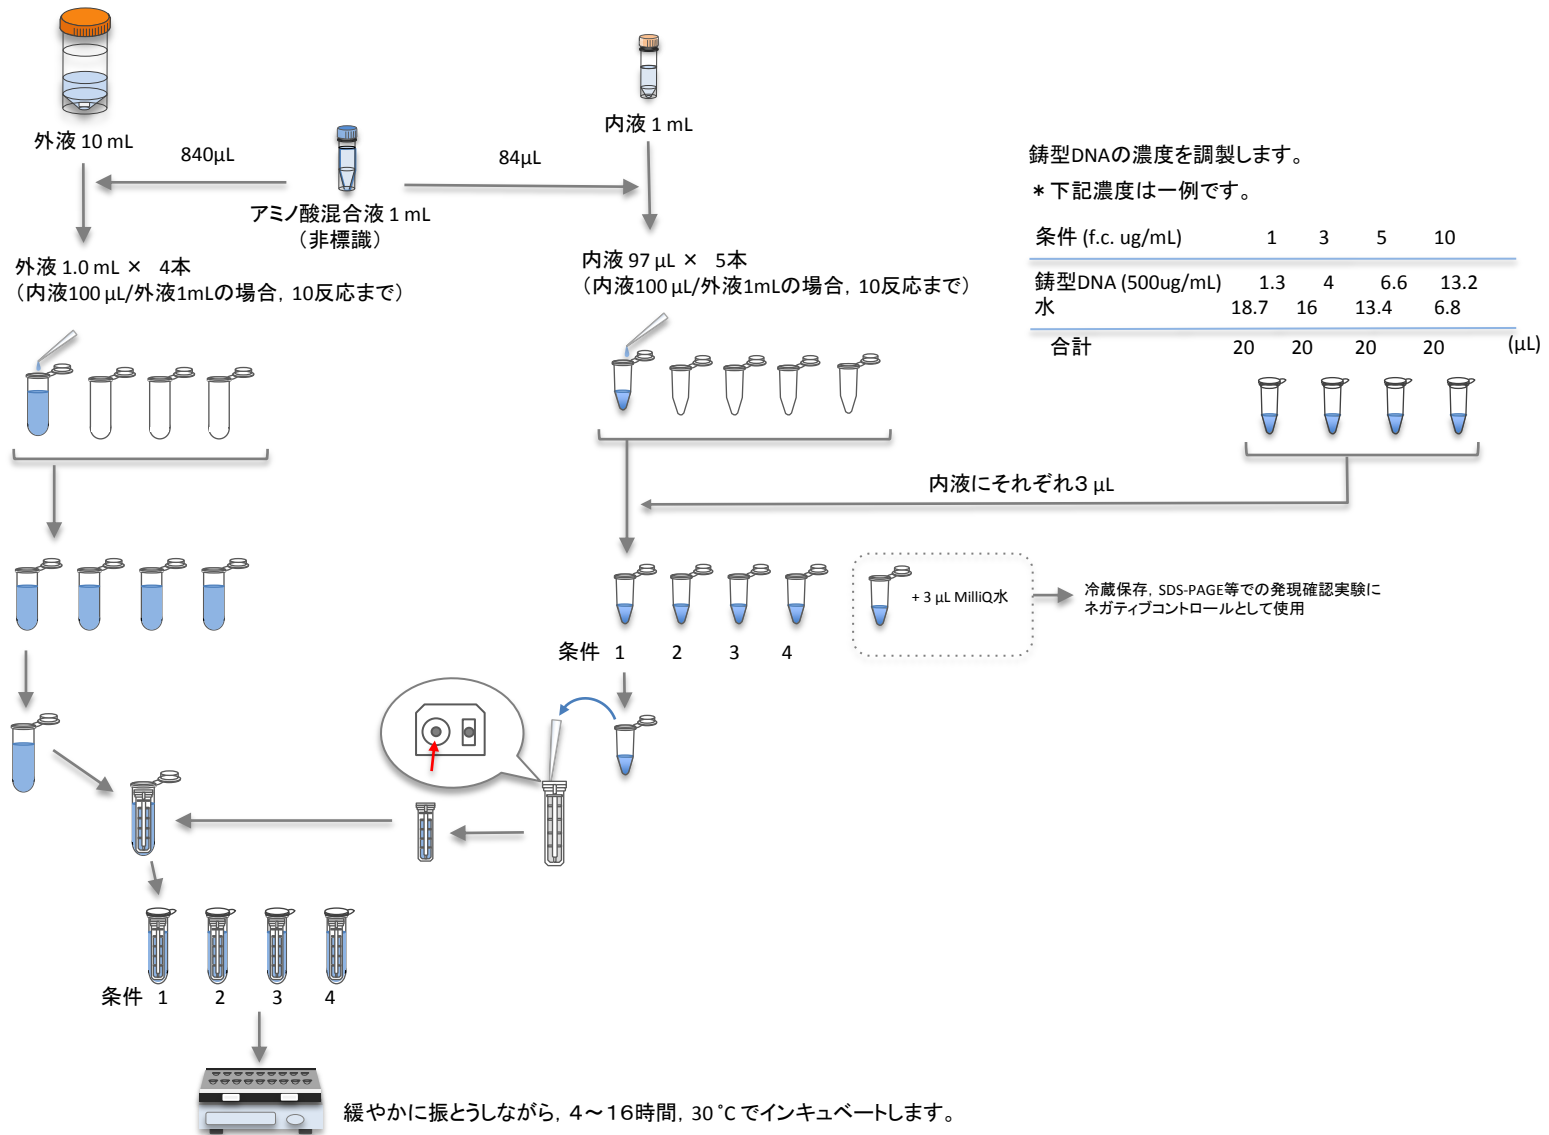 外液 10 mL
840µL
アミノ酸混合液 1 mL
（非標識）
84µL
内液 1 mL
外液 1.0 mL × 4本
（内液100 µL/外液1mLの場合, 10反応まで）
内液 97 µL × 5本
（内液100 µL/外液1mLの場合, 10反応まで）
鋳型DNAの濃度を調製します。
＊下記濃度は一例です。
条件 (f.c. ug/mL) 1 3 5 10
鋳型DNA (500ug/mL) 1.3 4 6.6 13.2
水 18.7 16 13.4 6.8
合計 20 20 20 20 (µL)
内液にそれぞれ３ µL
+ 3 µL MilliQ水
冷蔵保存, SDS-PAGE等での発現確認実験に
ネガティブコントロールとして使用
条件 1 2 3 4
条件 1 2 3 4
緩やかに振とうしながら, ４〜１６時間, 30 °C でインキュベートします。